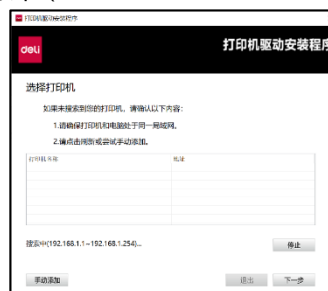 打印机驱动安装程序
deli
打印机驱动安装程序
选择打印机
如果未搜索到您的打印机，请确认以下内容：
1.请确保打印机和电脑处于同一局域网。
2.请点击刷新或尝试手动添加。
打印机名称 地址
搜索中(192.168.1.1~192.168.1.254)... 停止
手动添加 退出 下一步